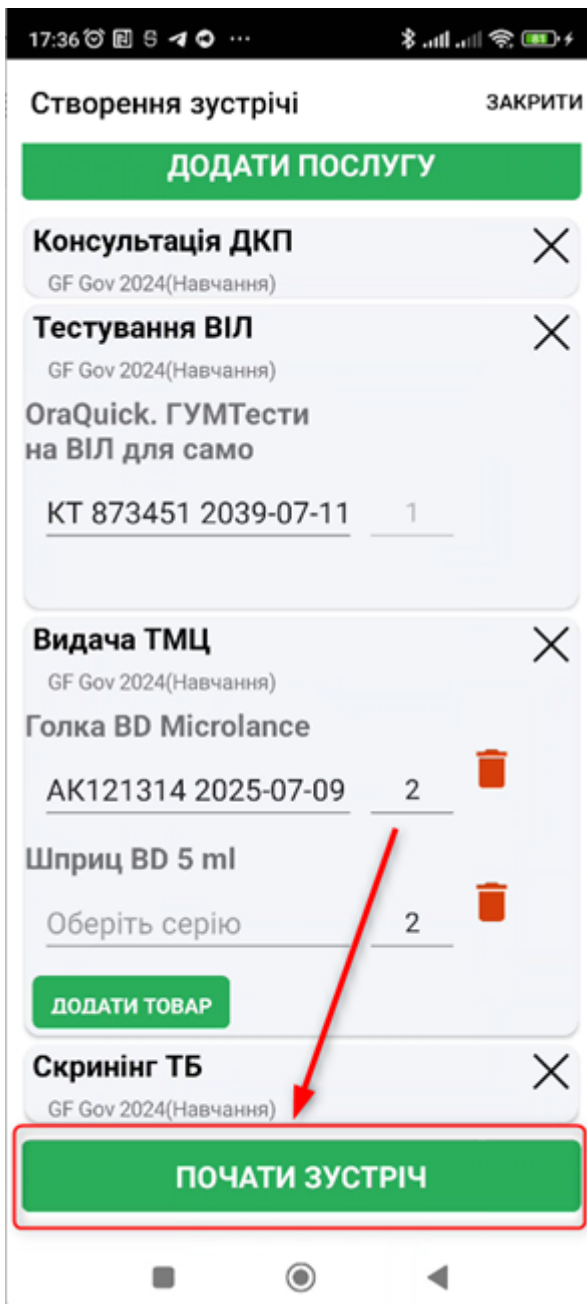 17:36
81
Створення зустрічі ЗАКРИТИ
ДОДАТИ ПОСЛУГУ
Консультація ДКП
GF Gov 2024(Навчання)
Тестування ВІЛ
GF Gov 2024(Навчання)
OraQuick. ГУМТести
на ВІЛ для само
КТ 873451 2039-07-11 1
Видача ТМЦ
GF Gov 2024(Навчання)
Голка BD Microlance
АК121314 2025-07-09 2
Шприц BD 5 ml
Оберіть серію 2
ДОДАТИ ТОВАР
Скринінг ТБ
GF Gov 2024(Навчання)
ПОЧАТИ ЗУСТРІЧ